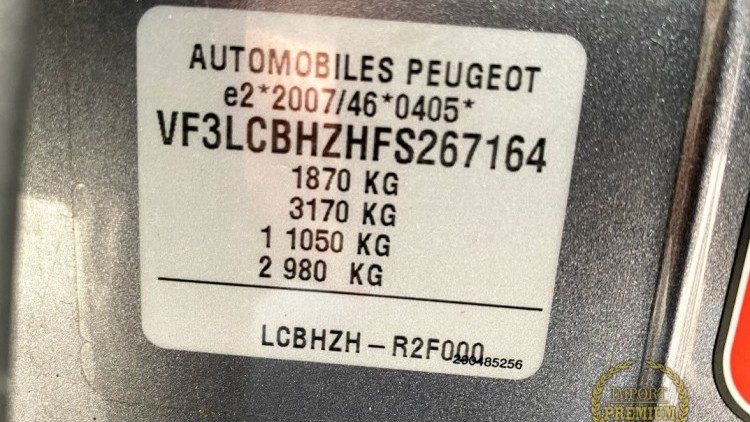 AUTOMOBILES PEUGEOT
e2*2007/46*0405*
VF3LCBHZHFS267164
1870 KG
3170 KG
1 1050 KG
2 980 KG
LCBHZH - R2F000
200485256
IMPORT
PREMIUM